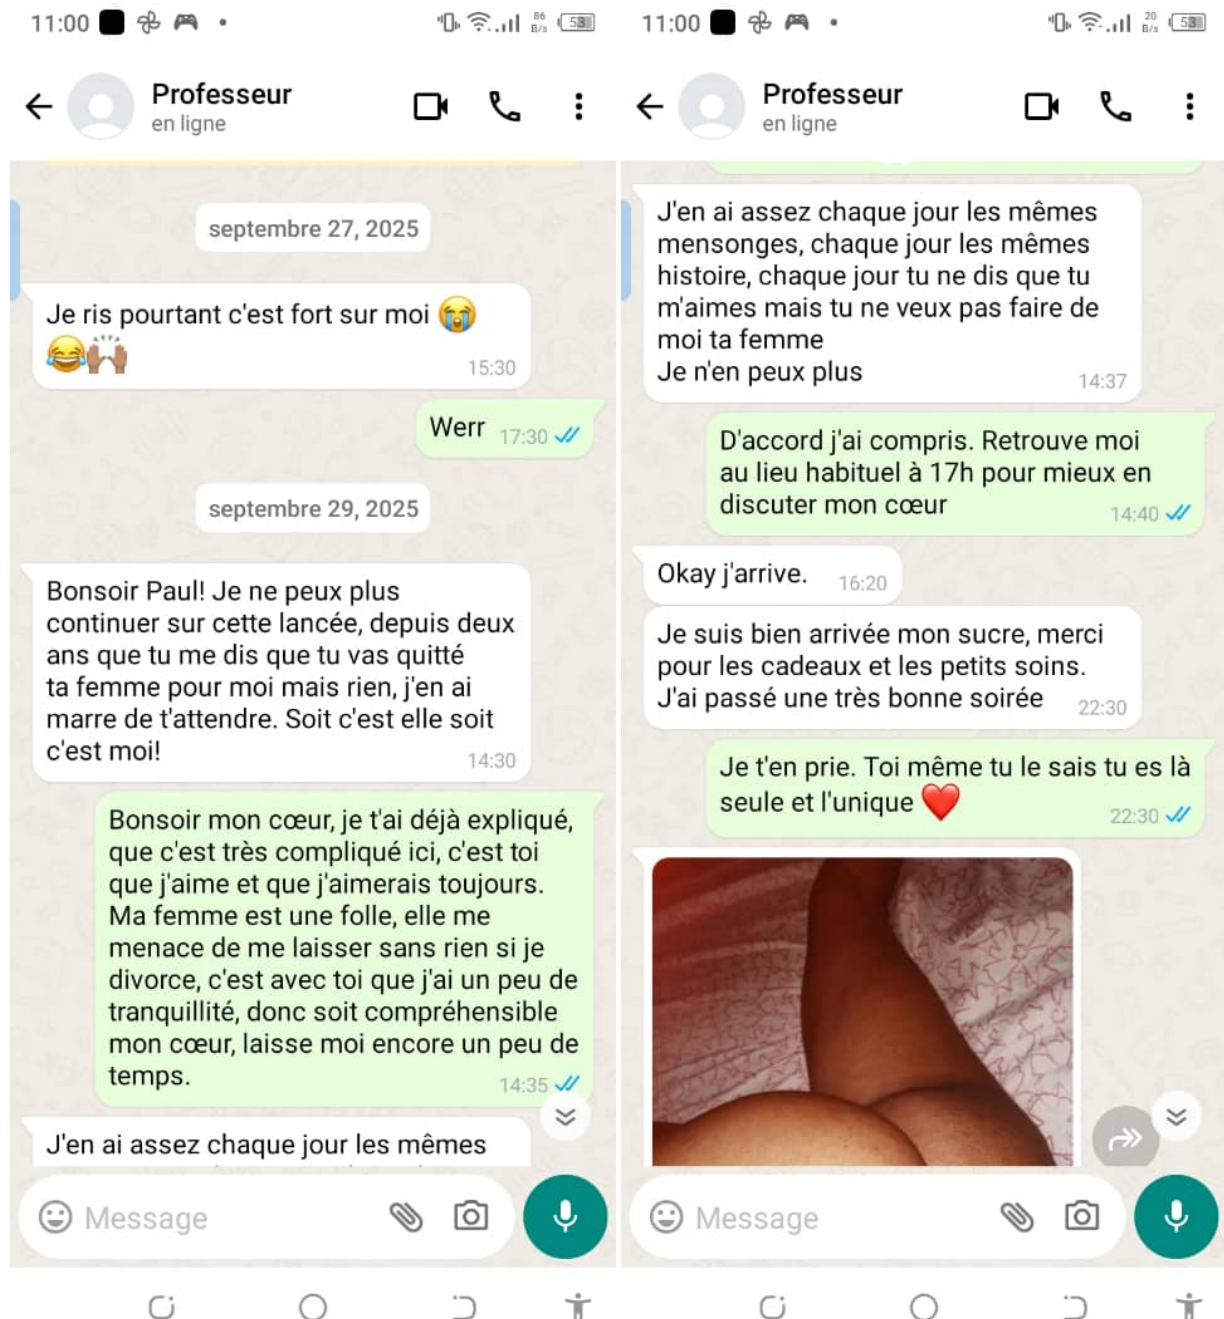 11:00
86
B/s
53
Professeur
en ligne
septembre 27, 2025
Je ris pourtant c'est fort sur moi 😭
😂🙌🏽
15:30
Werr
17:30
septembre 29, 2025
Bonsoir Paul! Je ne peux plus
continuer sur cette lancée, depuis deux
ans que tu me dis que tu vas quitté
ta femme pour moi mais rien, j'en ai
marre de t'attendre. Soit c'est elle soit
c'est moi!
14:30
Bonsoir mon cœur, je t'ai déjà expliqué,
que c'est très compliqué ici, c'est toi
que j'aime et que j'aimerais toujours.
Ma femme est une folle, elle me
menace de me laisser sans rien si je
divorce, c'est avec toi que j'ai un peu de
tranquillité, donc soit compréhensible
mon cœur, laisse moi encore un peu de
temps.
14:35
J'en ai assez chaque jour les mêmes
Message
11:00
20
B/s
53
Professeur
en ligne
J'en ai assez chaque jour les mêmes
mensonges, chaque jour les mêmes
histoire, chaque jour tu ne dis que tu
m'aimes mais tu ne veux pas faire de
moi ta femme
Je n'en peux plus
14:37
D'accord j'ai compris. Retrouve moi
au lieu habituel à 17h pour mieux en
discuter mon cœur
14:40
Okay j'arrive.
16:20
Je suis bien arrivée mon sucre, merci
pour les cadeaux et les petits soins.
J'ai passé une très bonne soirée
22:30
Je t'en prie. Toi même tu le sais tu es là
seule et l'unique ❤️
22:30
Message